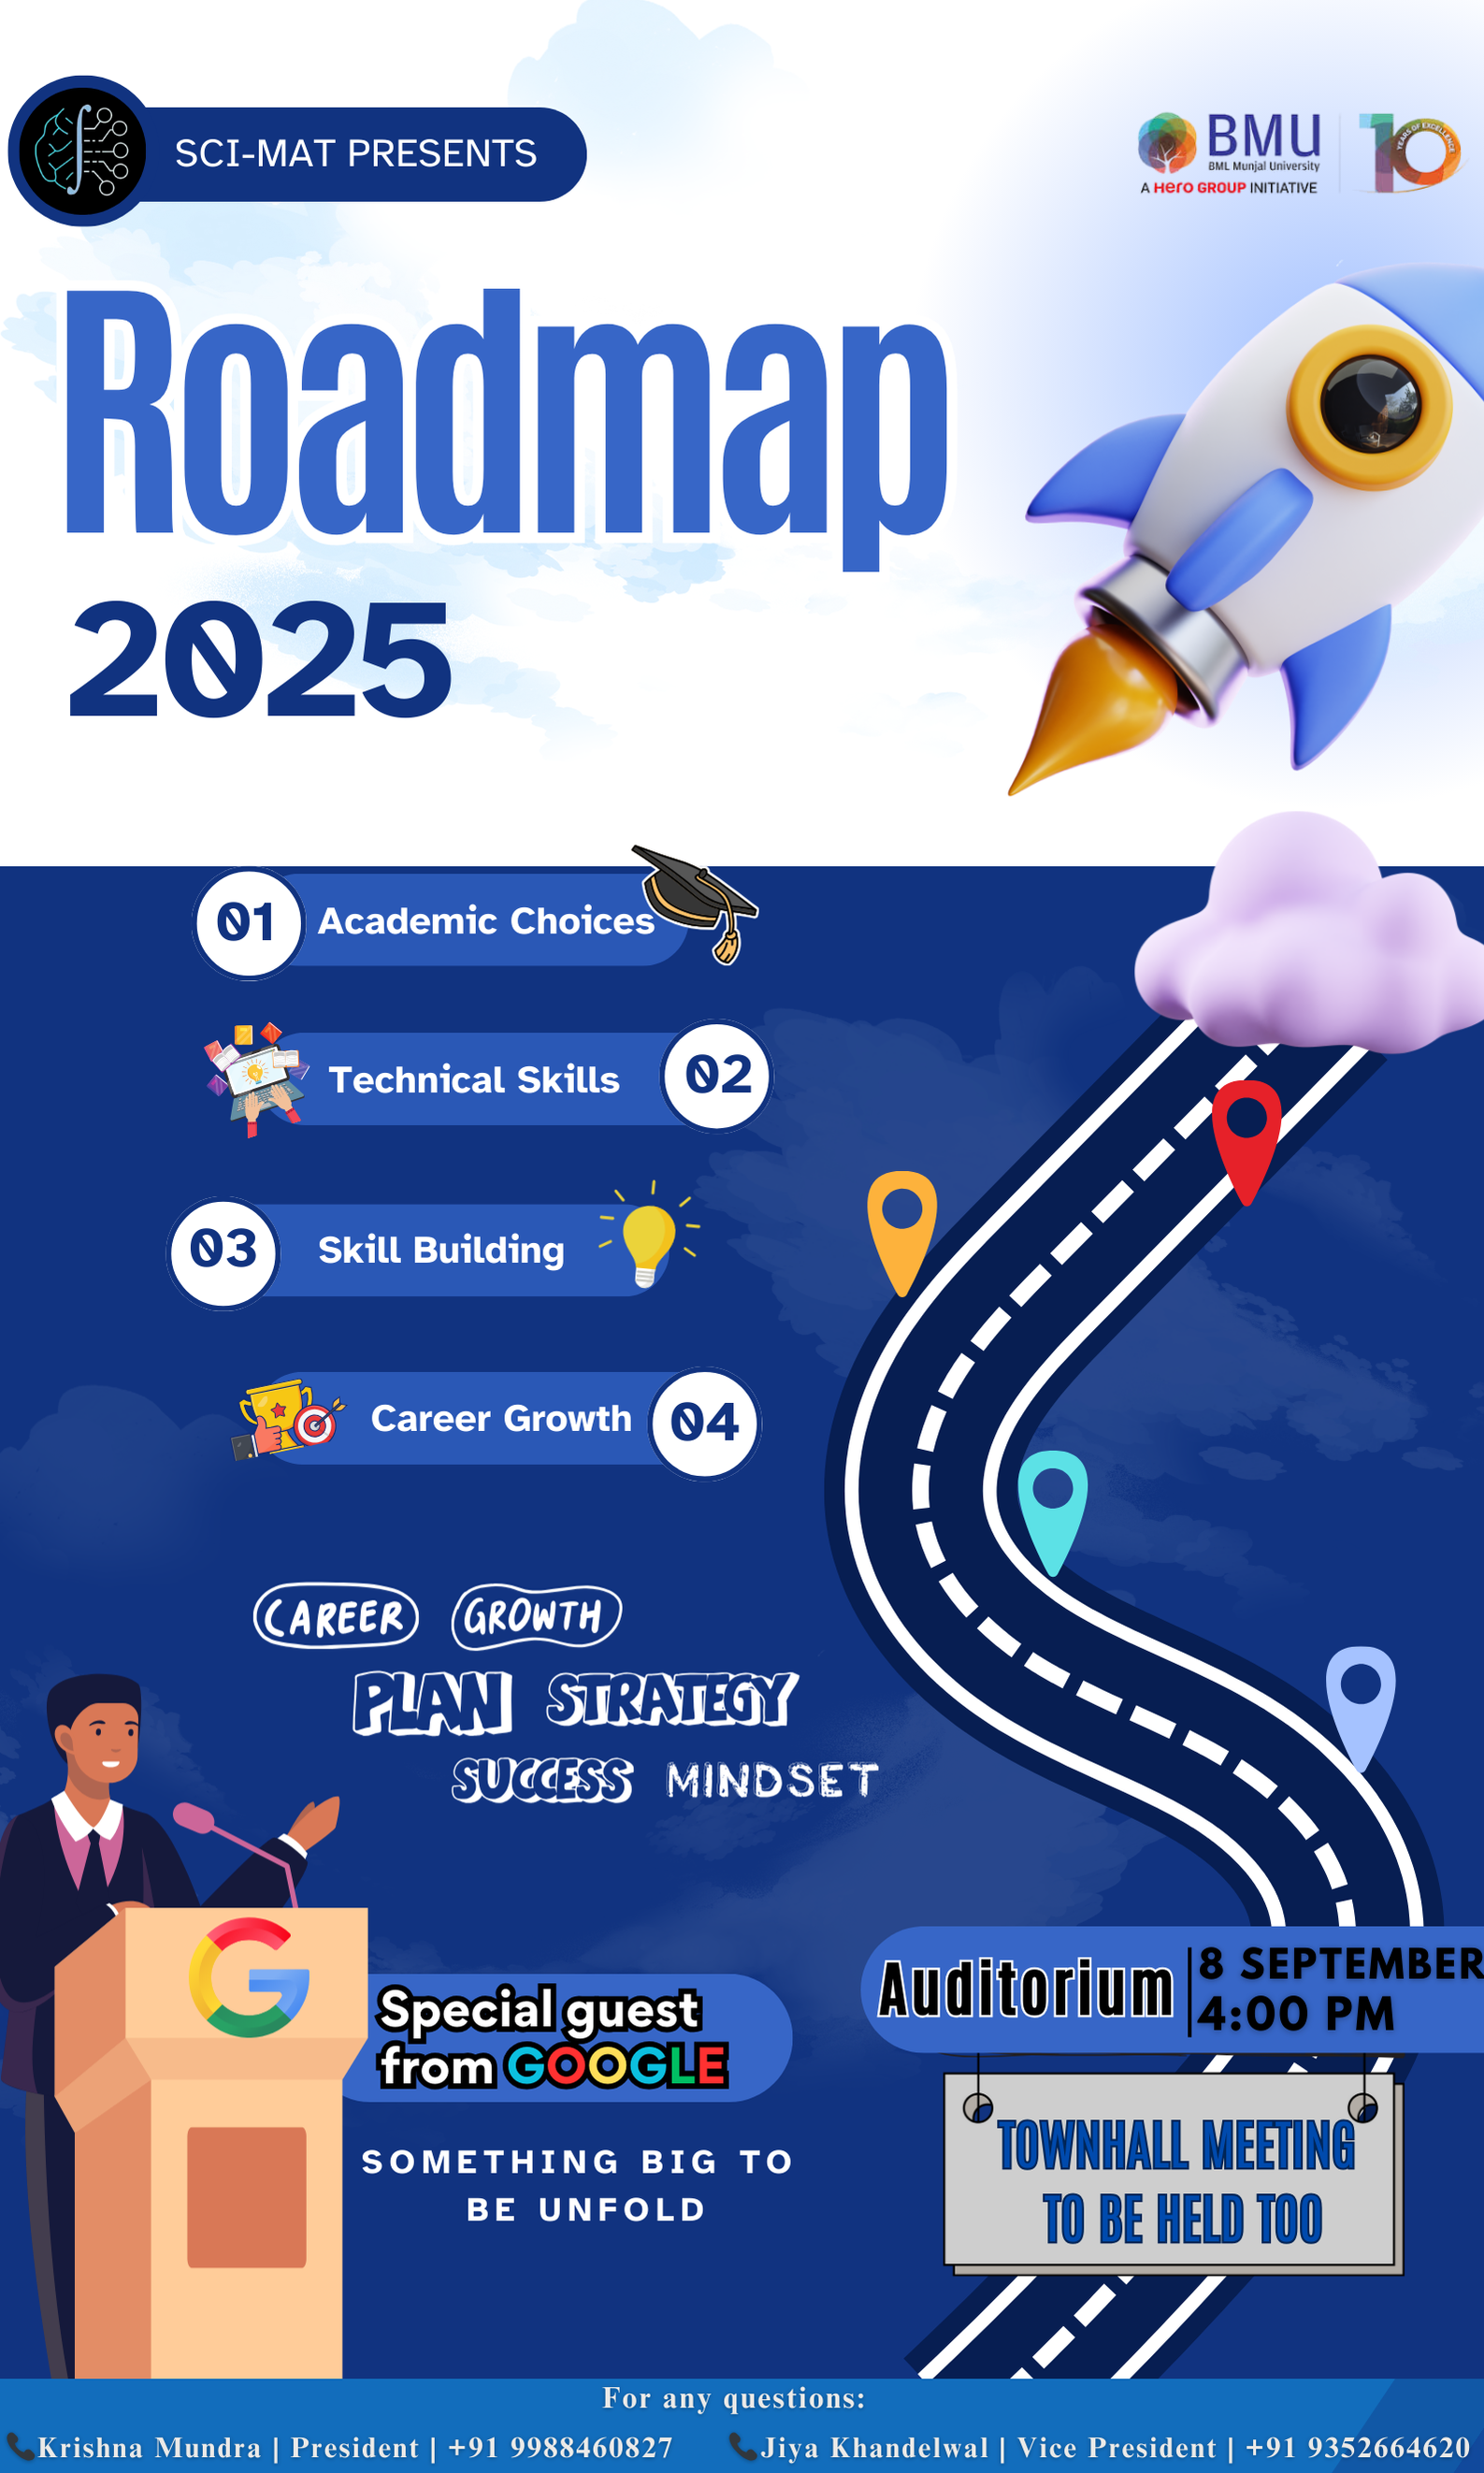 SCI-MAT PRESENTS
BMU
BML Munjal University
A Hero GROUP INITIATIVE
10
YEARS OF EXCELLENCE
Roadmap
2025
01 Academic Choices
Technical Skills 02
03 Skill Building
Career Growth 04
CAREER GROWTH
PLAN STRATEGY
SUCCESS MINDSET
G
Special guest
from GOOGLE
SOMETHING BIG TO
BE UNFOLD
Auditorium
8 SEPTEMBER
4:00 PM
TOWNHALL MEETING
TO BE HELD TOO
For any questions:
Krishna Mundra | President | +91 9988460827
Jiya Khandelwal | Vice President | +91 9352664620